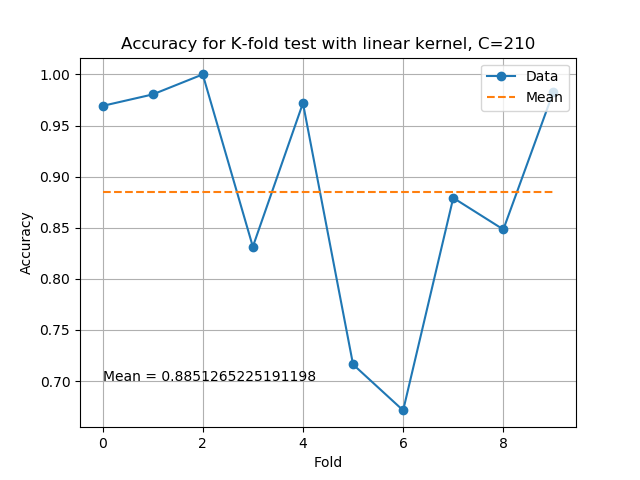 Accuracy for K-fold test with linear kernel, C=210
Data
Mean
1.00
0.95
0.90
0.85
0.80
0.75
0.70
Accuracy
Mean = 0.8851265225191198
0 2 4 6 8
Fold